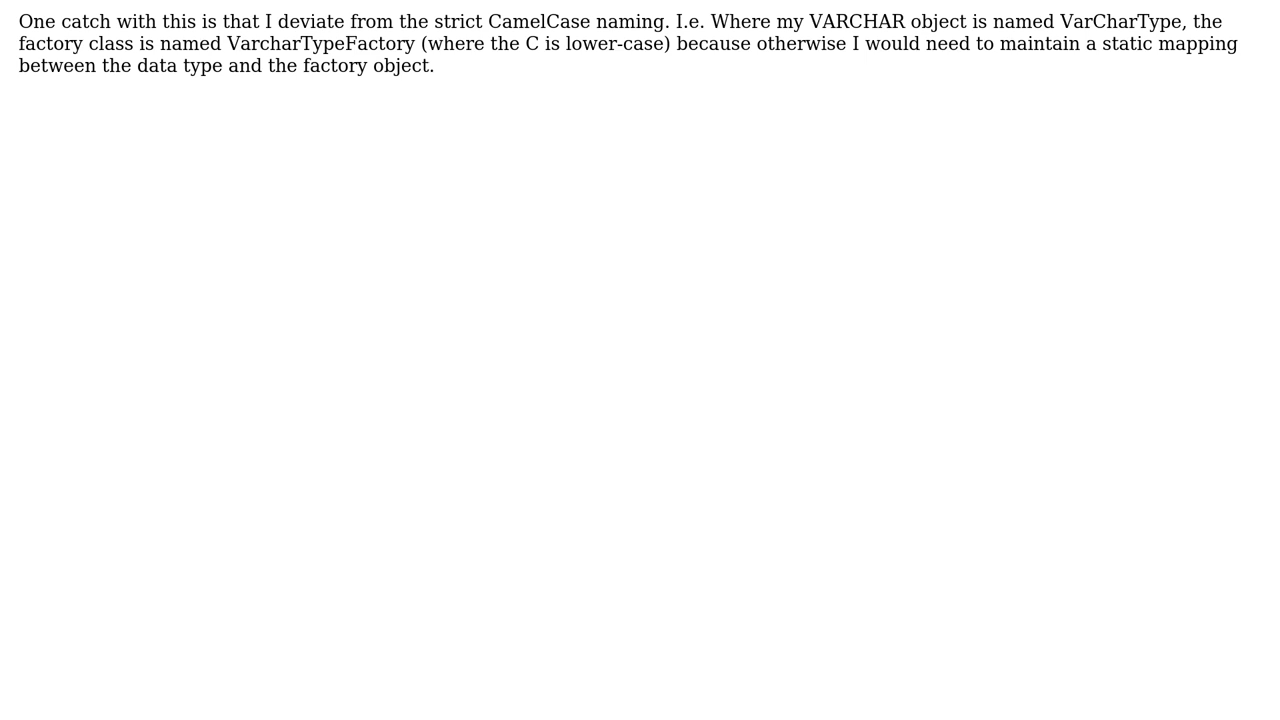 One catch with this is that I deviate from the strict CamelCase naming. I.e. Where my VARCHAR object is named VarCharType, the
factory class is named VarcharTypeFactory (where the C is lower-case) because otherwise I would need to maintain a static mapping
between the data type and the factory object.